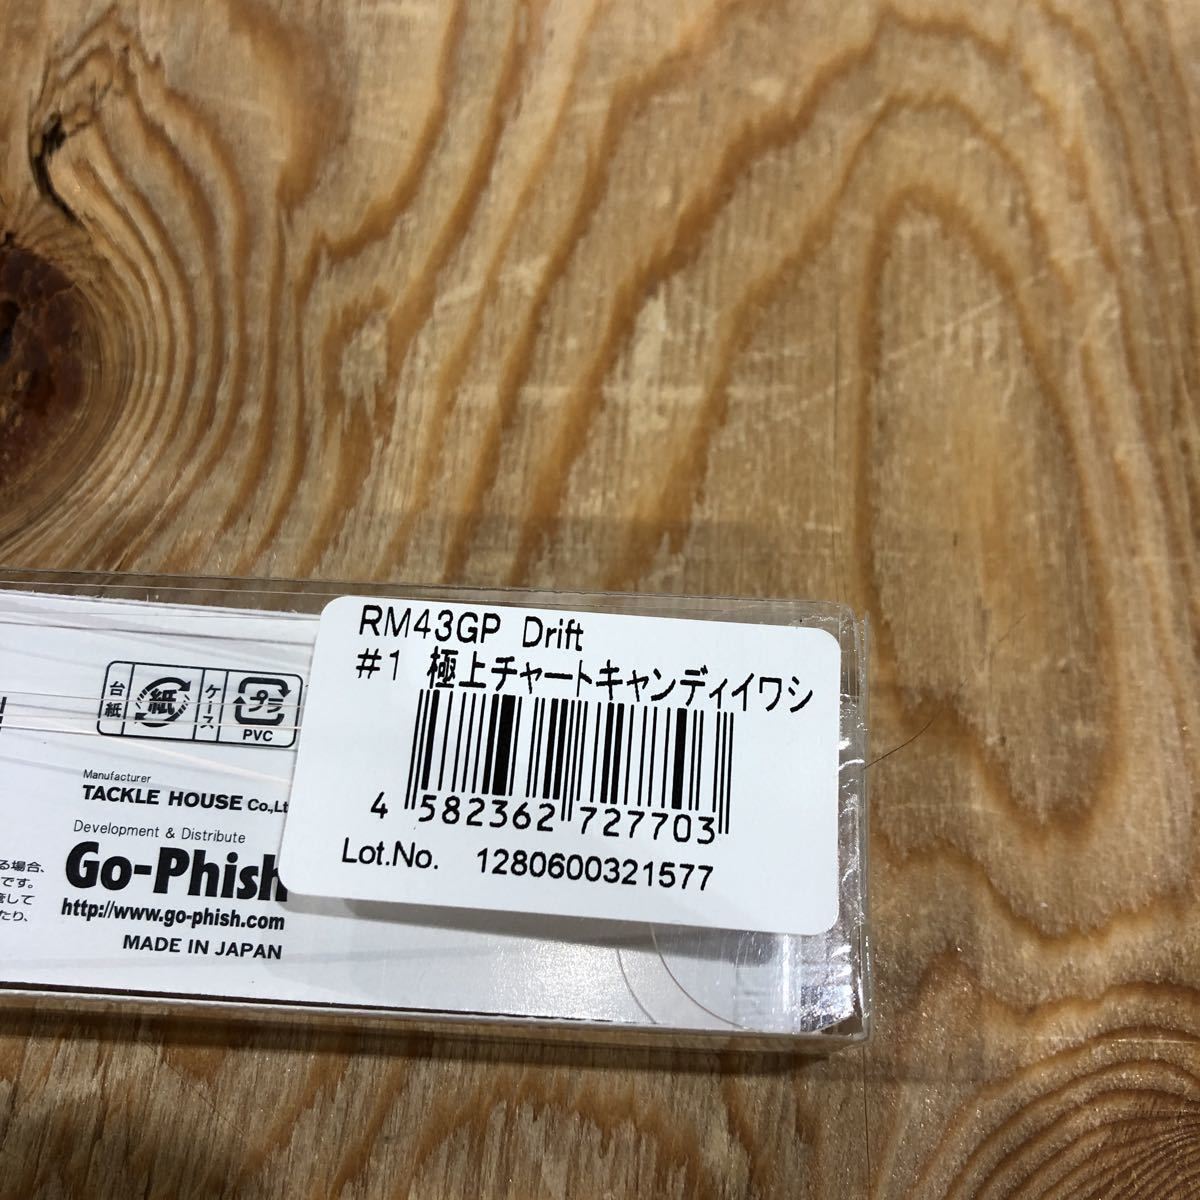 RM43GP Drift
#1 極上チャートキャンディイワシ
4 582362 727703
Lot.No. 1280600321577
台紙
紙
ケース
プラ
PVC
Manufacturer
TACKLE HOUSE Co.,Lt
Development & Distribute
Go-Phish
http://www.go-phish.com
MADE IN JAPAN
る場合、
です。
して
たり、